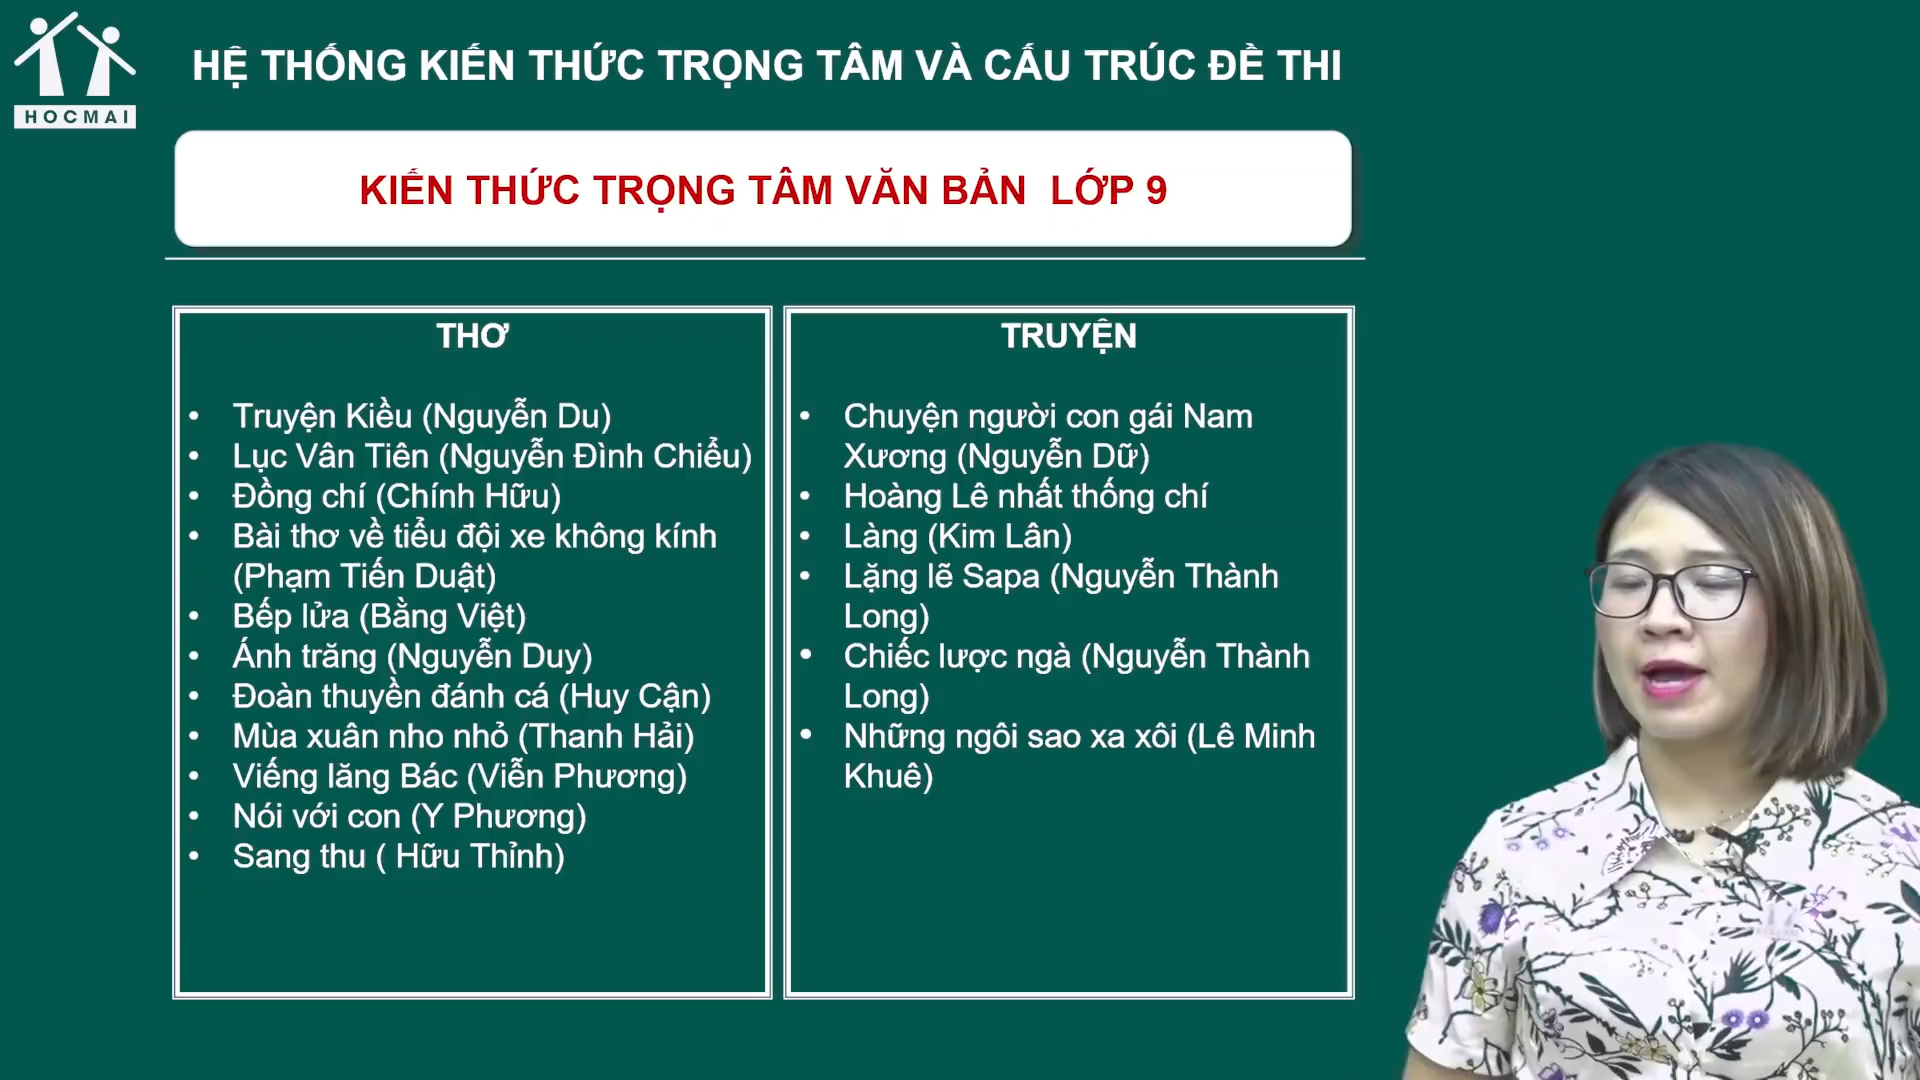 HOCMAI
HỆ THỐNG KIẾN THỨC TRỌNG TÂM VÀ CẤU TRÚC ĐỀ THI
KIẾN THỨC TRỌNG TÂM VĂN BẢN  LỚP 9
THƠ
• Truyện Kiều (Nguyễn Du)
• Lục Vân Tiên (Nguyễn Đình Chiểu)
• Đồng chí (Chính Hữu)
• Bài thơ về tiểu đội xe không kính
(Phạm Tiến Duật)
• Bếp lửa (Bằng Việt)
• Ánh trăng (Nguyễn Duy)
• Đoàn thuyền đánh cá (Huy Cận)
• Mùa xuân nho nhỏ (Thanh Hải)
• Viếng lăng Bác (Viễn Phương)
• Nói với con (Y Phương)
• Sang thu ( Hữu Thỉnh)
TRUYỆN
• Chuyện người con gái Nam
Xương (Nguyễn Dữ)
• Hoàng Lê nhất thống chí
• Làng (Kim Lân)
• Lặng lẽ Sapa (Nguyễn Thành
Long)
• Chiếc lược ngà (Nguyễn Thành
Long)
• Những ngôi sao xa xôi (Lê Minh
Khuê)